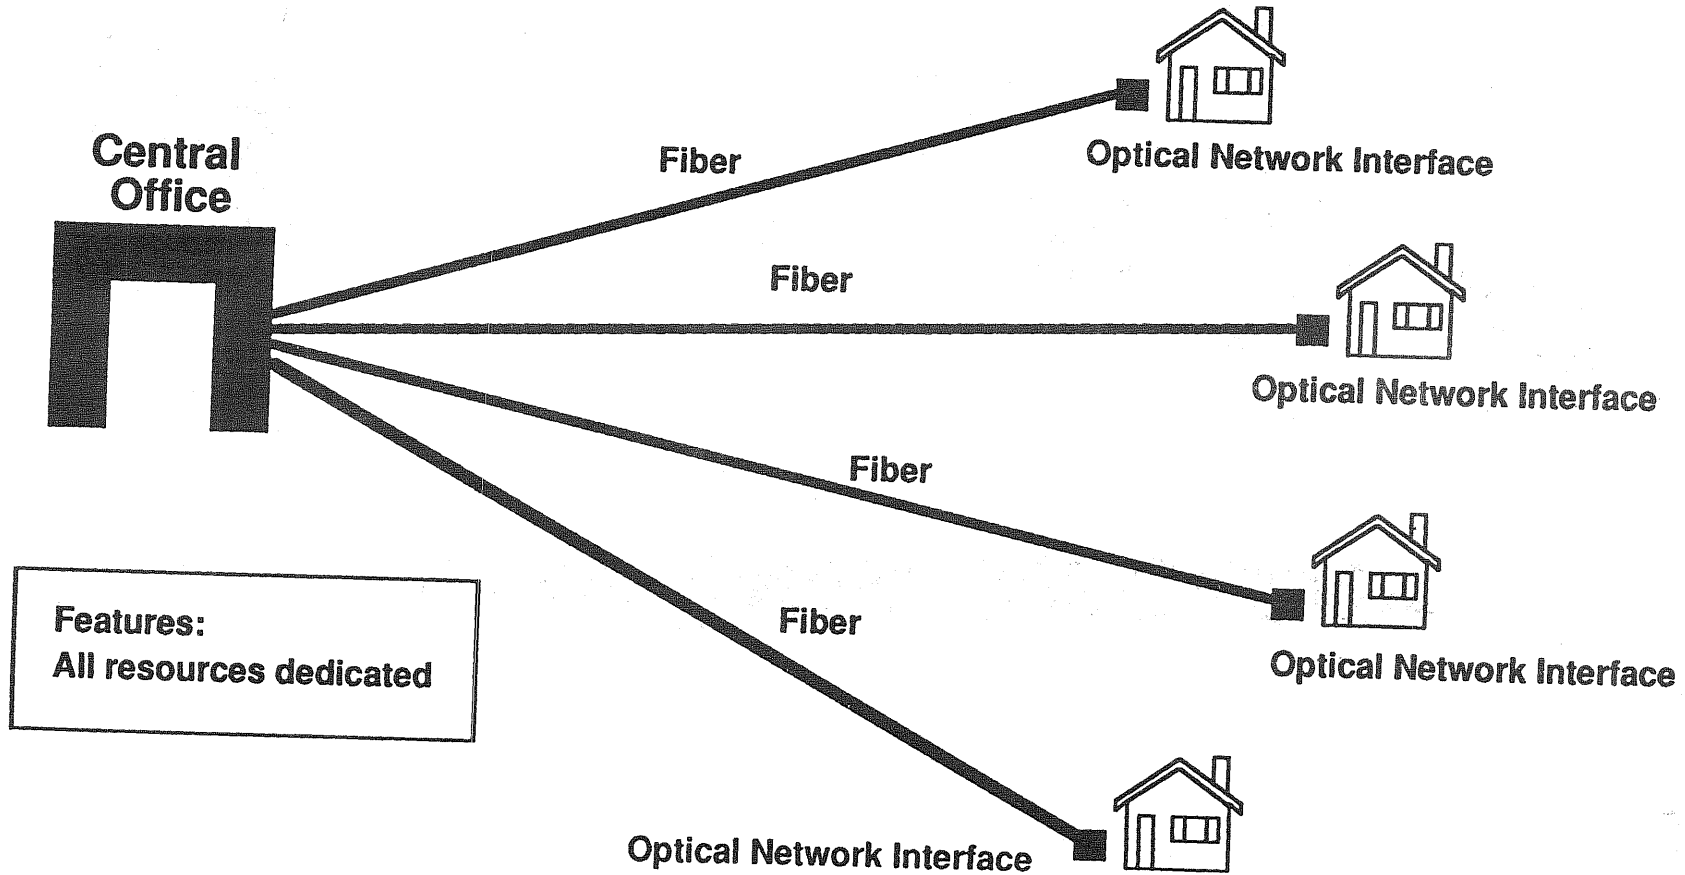 Central
Office
Fiber
Optical Network Interface
Fiber
Optical Network Interface
Fiber
Optical Network Interface
Fiber
Optical Network Interface
Features:
All resources dedicated